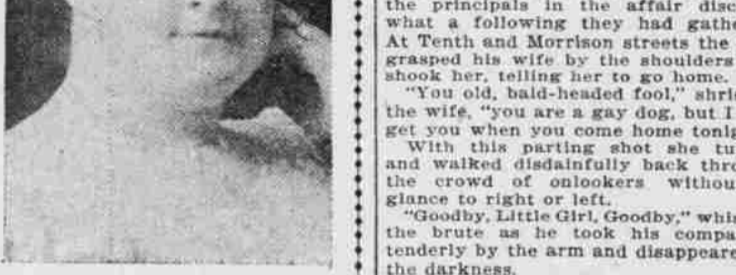 the principals in the affair disc
what a following they had gathe
At Tenth and Morrison streets the
grasped his wife by the shoulders
shook her, telling her to go home.
"You old, bald-headed fool," shrie
the wife, "you are a gay dog, but I
get you when you come home tonig
With this parting shot she tu
and walked disdainfully back thro
the crowd of onlookers withou
glance to right or left.
"Goodby, Little Girl, Goodby," whis
the brute as he took his compa
tenderly by the arm and disappeare
the darkness.